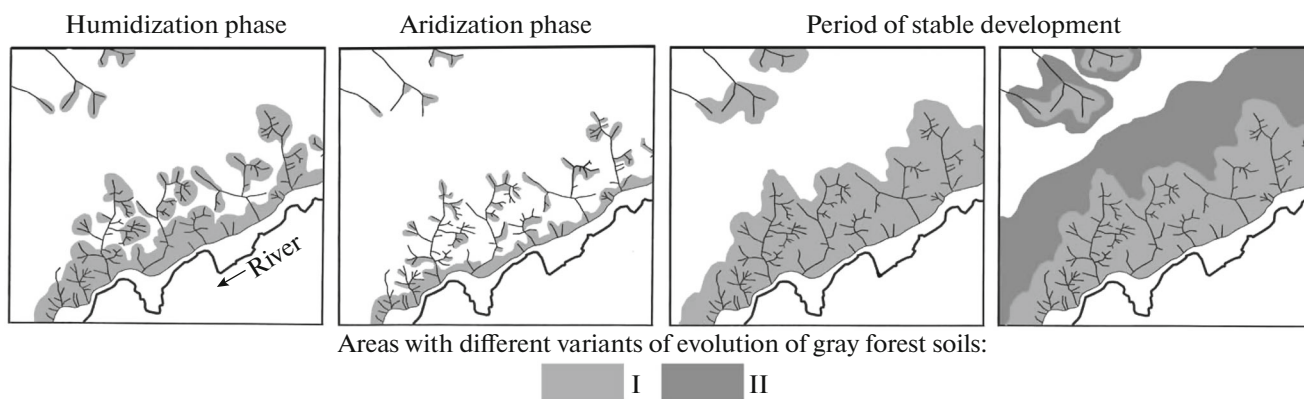 Humidization phase Aridization phase Period of stable development
← River
Areas with different variants of evolution of gray forest soils:
I II